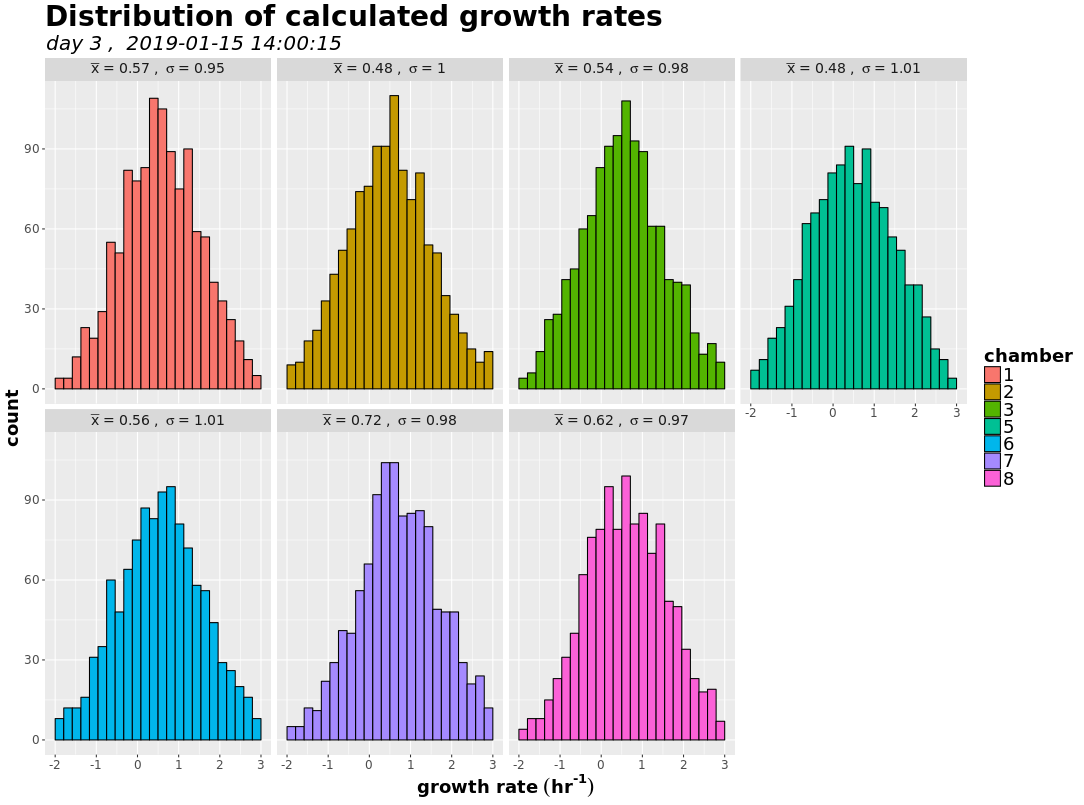 Distribution of calculated growth rates
day 3 , 2019-01-15 14:00:15
x̅ = 0.57 , σ = 0.95
x̅ = 0.48 , σ = 1
x̅ = 0.54 , σ = 0.98
x̅ = 0.48 , σ = 1.01
90
60
30
0
-2 -1 0 1 2 3
count
x̅ = 0.56 , σ = 1.01
x̅ = 0.72 , σ = 0.98
x̅ = 0.62 , σ = 0.97
90
60
30
0
-2 -1 0 1 2 3
-2 -1 0 1 2 3
-2 -1 0 1 2 3
growth rate (hr⁻¹)
chamber
1
2
3
5
6
7
8